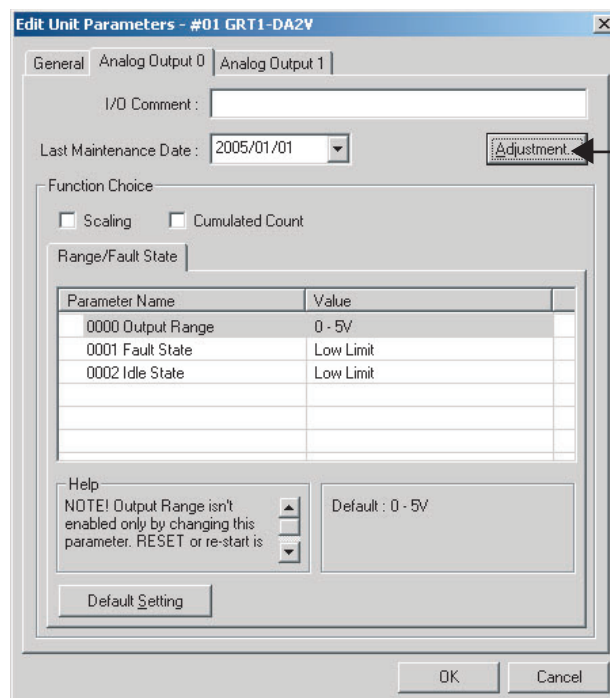 Edit Unit Parameters - #01 GRT1-DA2V
General Analog Output 0 Analog Output 1
I/O Comment :
Last Maintenance Date : 2005/01/01 Adjustment..
Function Choice
Scaling Cumulated Count
Range/Fault State
Parameter Name Value
0000 Output Range 0 - 5V
0001 Fault State Low Limit
0002 Idle State Low Limit
Help
NOTE! Output Range isn't
enabled only by changing this
parameter. RESET or re-start is
Default : 0 - 5V
Default Setting
OK Cancel